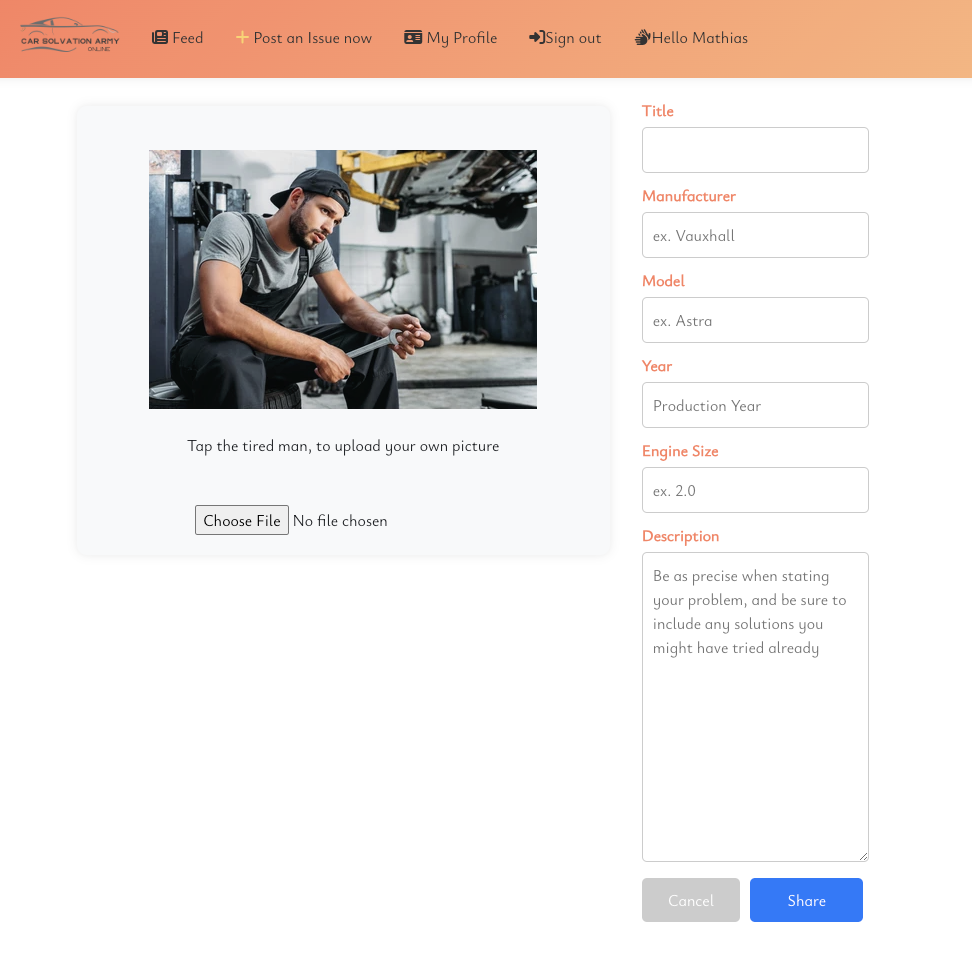 CAR SOLVATION ARMY
ONLINE
Feed
Post an Issue now
My Profile
Sign out
Hello Mathias
Tap the tired man, to upload your own picture
Choose File No file chosen
Title
Manufacturer
ex. Vauxhall
Model
ex. Astra
Year
Production Year
Engine Size
ex. 2.0
Description
Be as precise when stating
your problem, and be sure to
include any solutions you
might have tried already
Cancel
Share